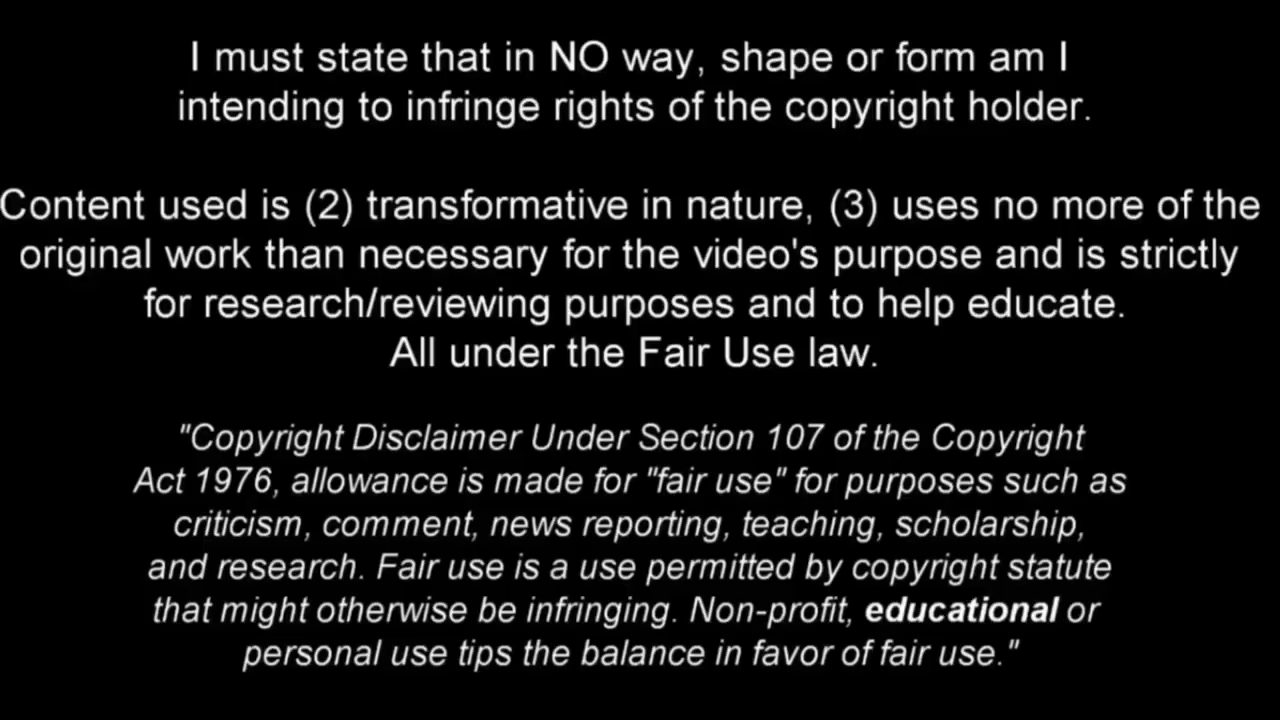 I must state that in NO way, shape or form am I
intending to infringe rights of the copyright holder.
Content used is (2) transformative in nature, (3) uses no more of the
original work than necessary for the video's purpose and is strictly
for research/reviewing purposes and to help educate.
All under the Fair Use law.
"Copyright Disclaimer Under Section 107 of the Copyright
Act 1976, allowance is made for "fair use" for purposes such as
criticism, comment, news reporting, teaching, scholarship,
and research. Fair use is a use permitted by copyright statute
that might otherwise be infringing. Non-profit, educational or
personal use tips the balance in favor of fair use."